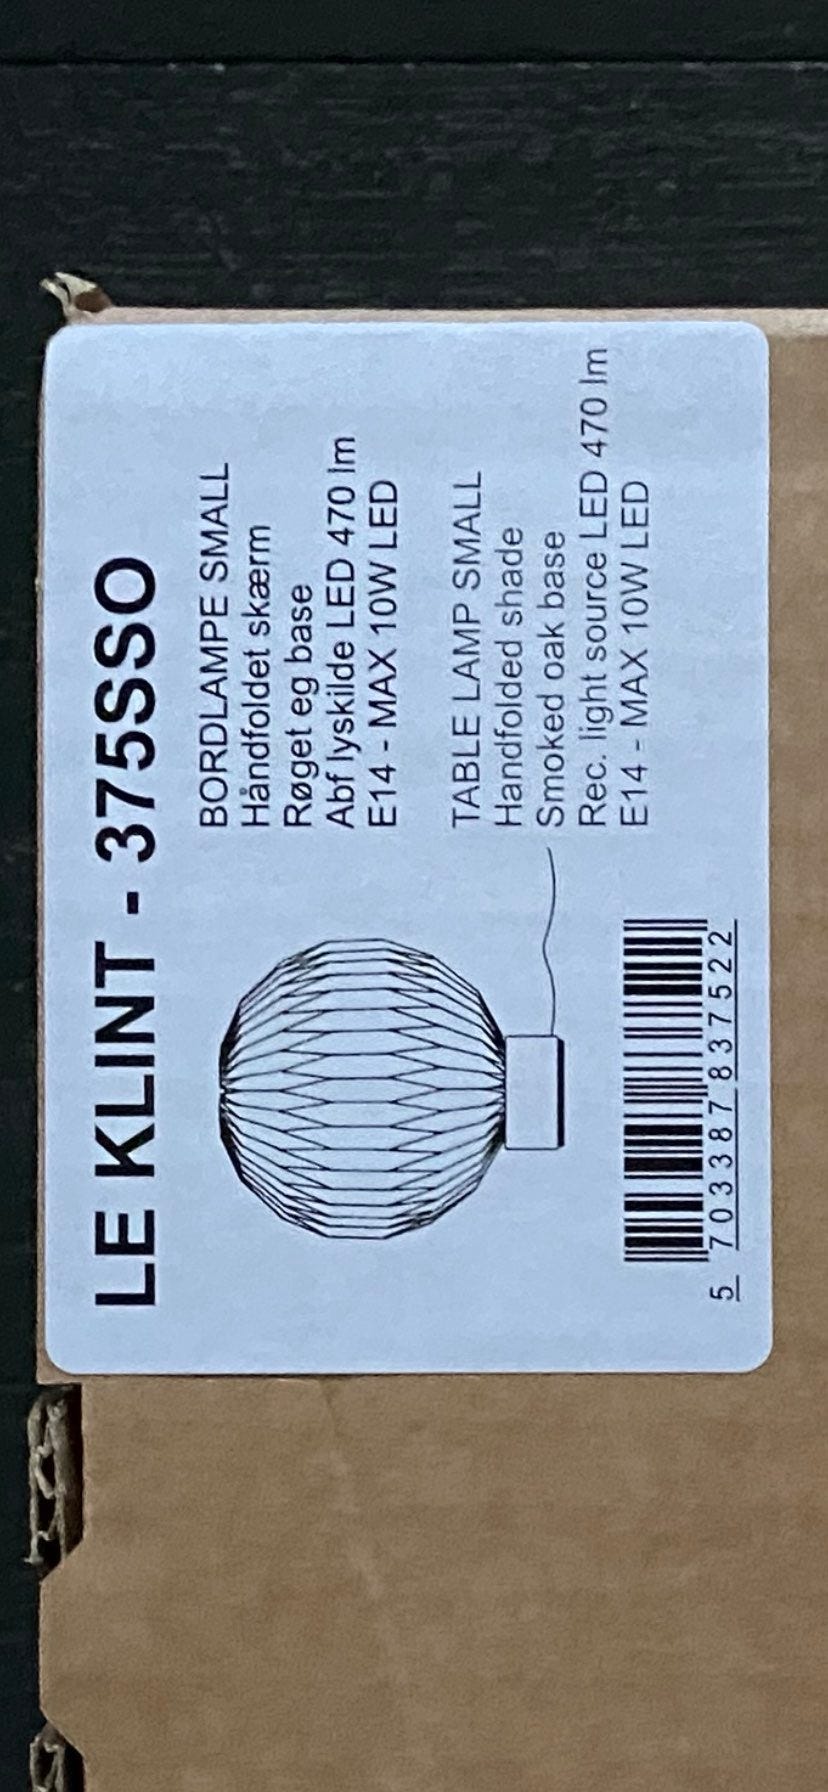 LE KLINT - 375SSO
BORDLAMPE SMALL
Håndfoldet skærm
Røget eg base
Abf lyskilde LED 470 lm
E14 - MAX 10W LED
TABLE LAMP SMALL
Handfolded shade
Smoked oak base
Rec. light source LED 470 lm
E14 - MAX 10W LED
5 703387 837522